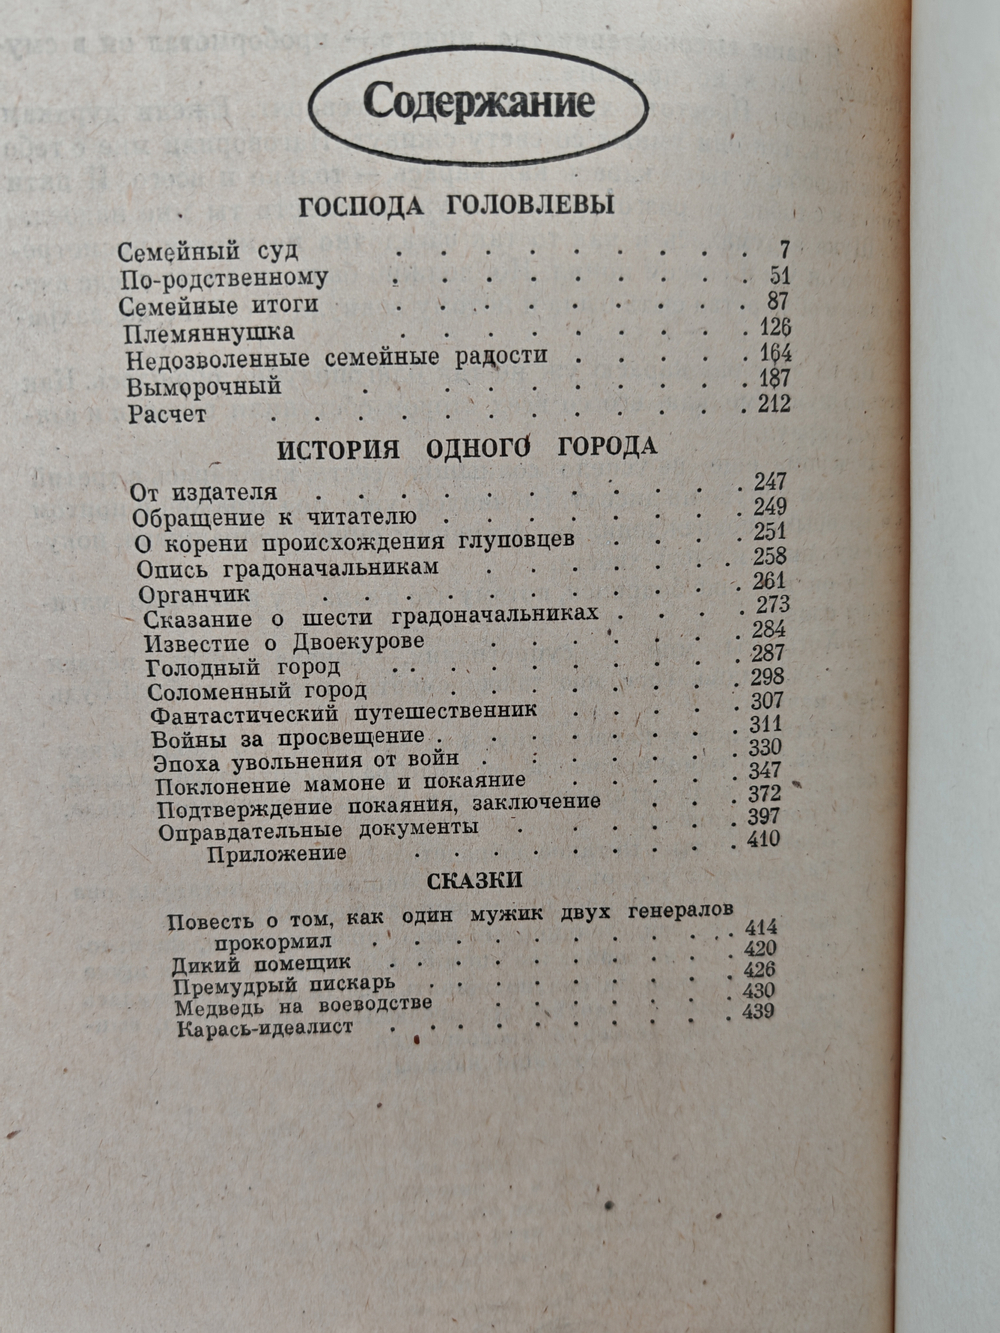 Содержание
ГОСПОДА ГОЛОВЛЕВЫ
Семейный суд . . . . . . . . . 7
По-родственному . . . . . . . . . 51
Семейные итоги . . . . . . . . . 87
Племяннушка . . . . . . . . . 126
Недозволенные семейные радости . . . . . 164
Выморочный . . . . . . . . . 187
Расчет . . . . . . . . . . . . 212
ИСТОРИЯ ОДНОГО ГОРОДА
От издателя . . . . . . . . . . . 247
Обращение к читателю . . . . . . . . 249
О корени происхождения глуповцев . . . . 251
Опись градоначальникам . . . . . . . 258
Органчик . . . . . . . . . . . 261
Сказание о шести градоначальниках . . . . 273
Известие о Двоекурове . . . . . . . 284
Голодный город . . . . . . . . . 287
Соломенный город . . . . . . . . 298
Фантастический путешественник . . . . . 307
Войны за просвещение . . . . . . . . 311
Эпоха увольнения от войн . . . . . . . 330
Поклонение мамоне и покаяние . . . . . 347
Подтверждение покаяния, заключение . . . 372
Оправдательные документы . . . . . . 397
Приложение . . . . . . . . . 410
СКАЗКИ
Повесть о том, как один мужик двух генералов
прокормил . . . . . . . . . 414
Дикий помещик . . . . . . . . . 420
Премудрый пискарь . . . . . . . . 426
Медведь на воеводстве . . . . . . . 430
Карась-идеалист . . . . . . . . . 439